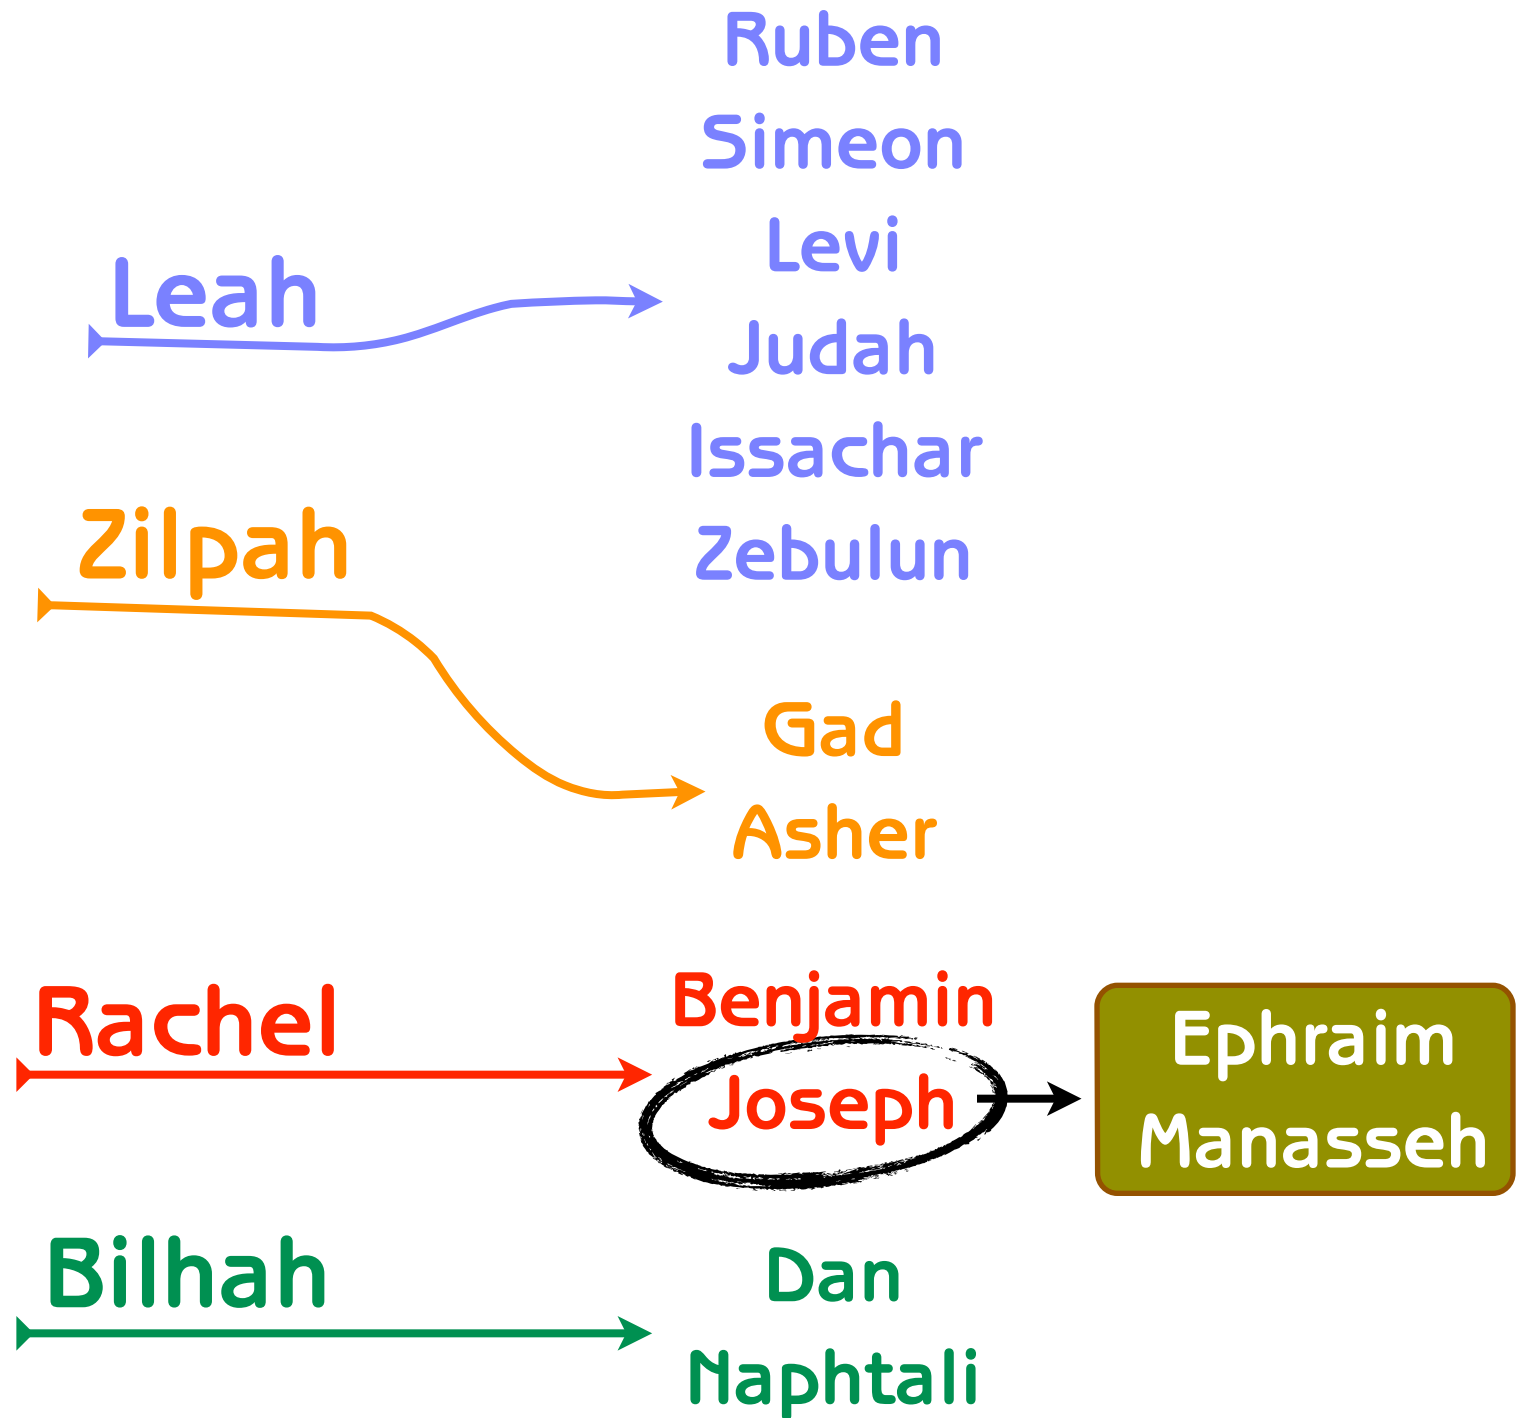 Leah
Ruben
Simeon
Levi
Judah
Issachar
Zebulun
Zilpah
Gad
Asher
Rachel
Benjamin
Joseph
Ephraim
Manasseh
Bilhah
Dan
Naphtali